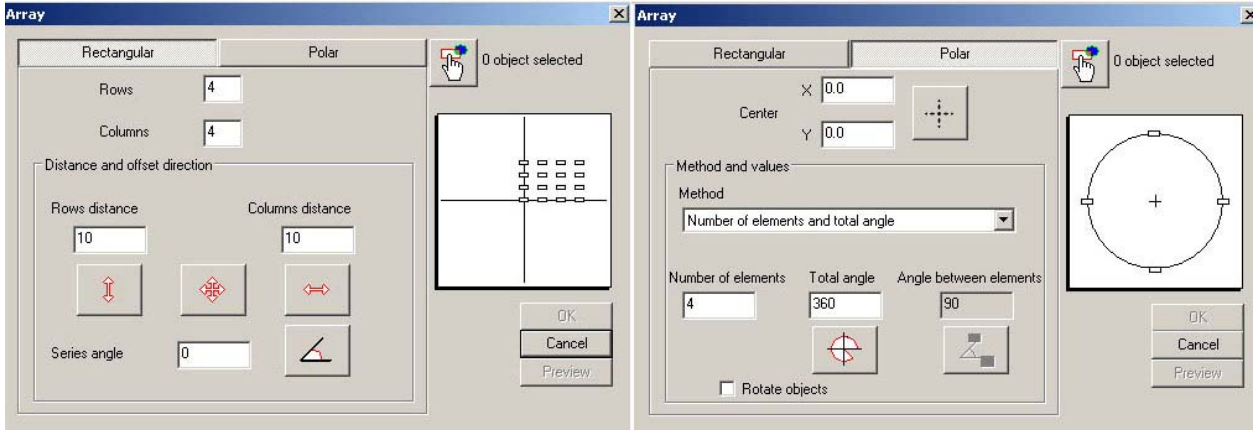 Array
Rectangular Polar
0 object selected
Rows 4
Columns 4
Distance and offset direction
Rows distance Columns distance
10 10
Series angle 0
OK
Cancel
Preview
Array
Rectangular Polar
0 object selected
Center X 0.0
Y 0.0
Method and values
Method
Number of elements and total angle
Number of elements Total angle Angle between elements
4 360 90
Rotate objects
OK
Cancel
Preview